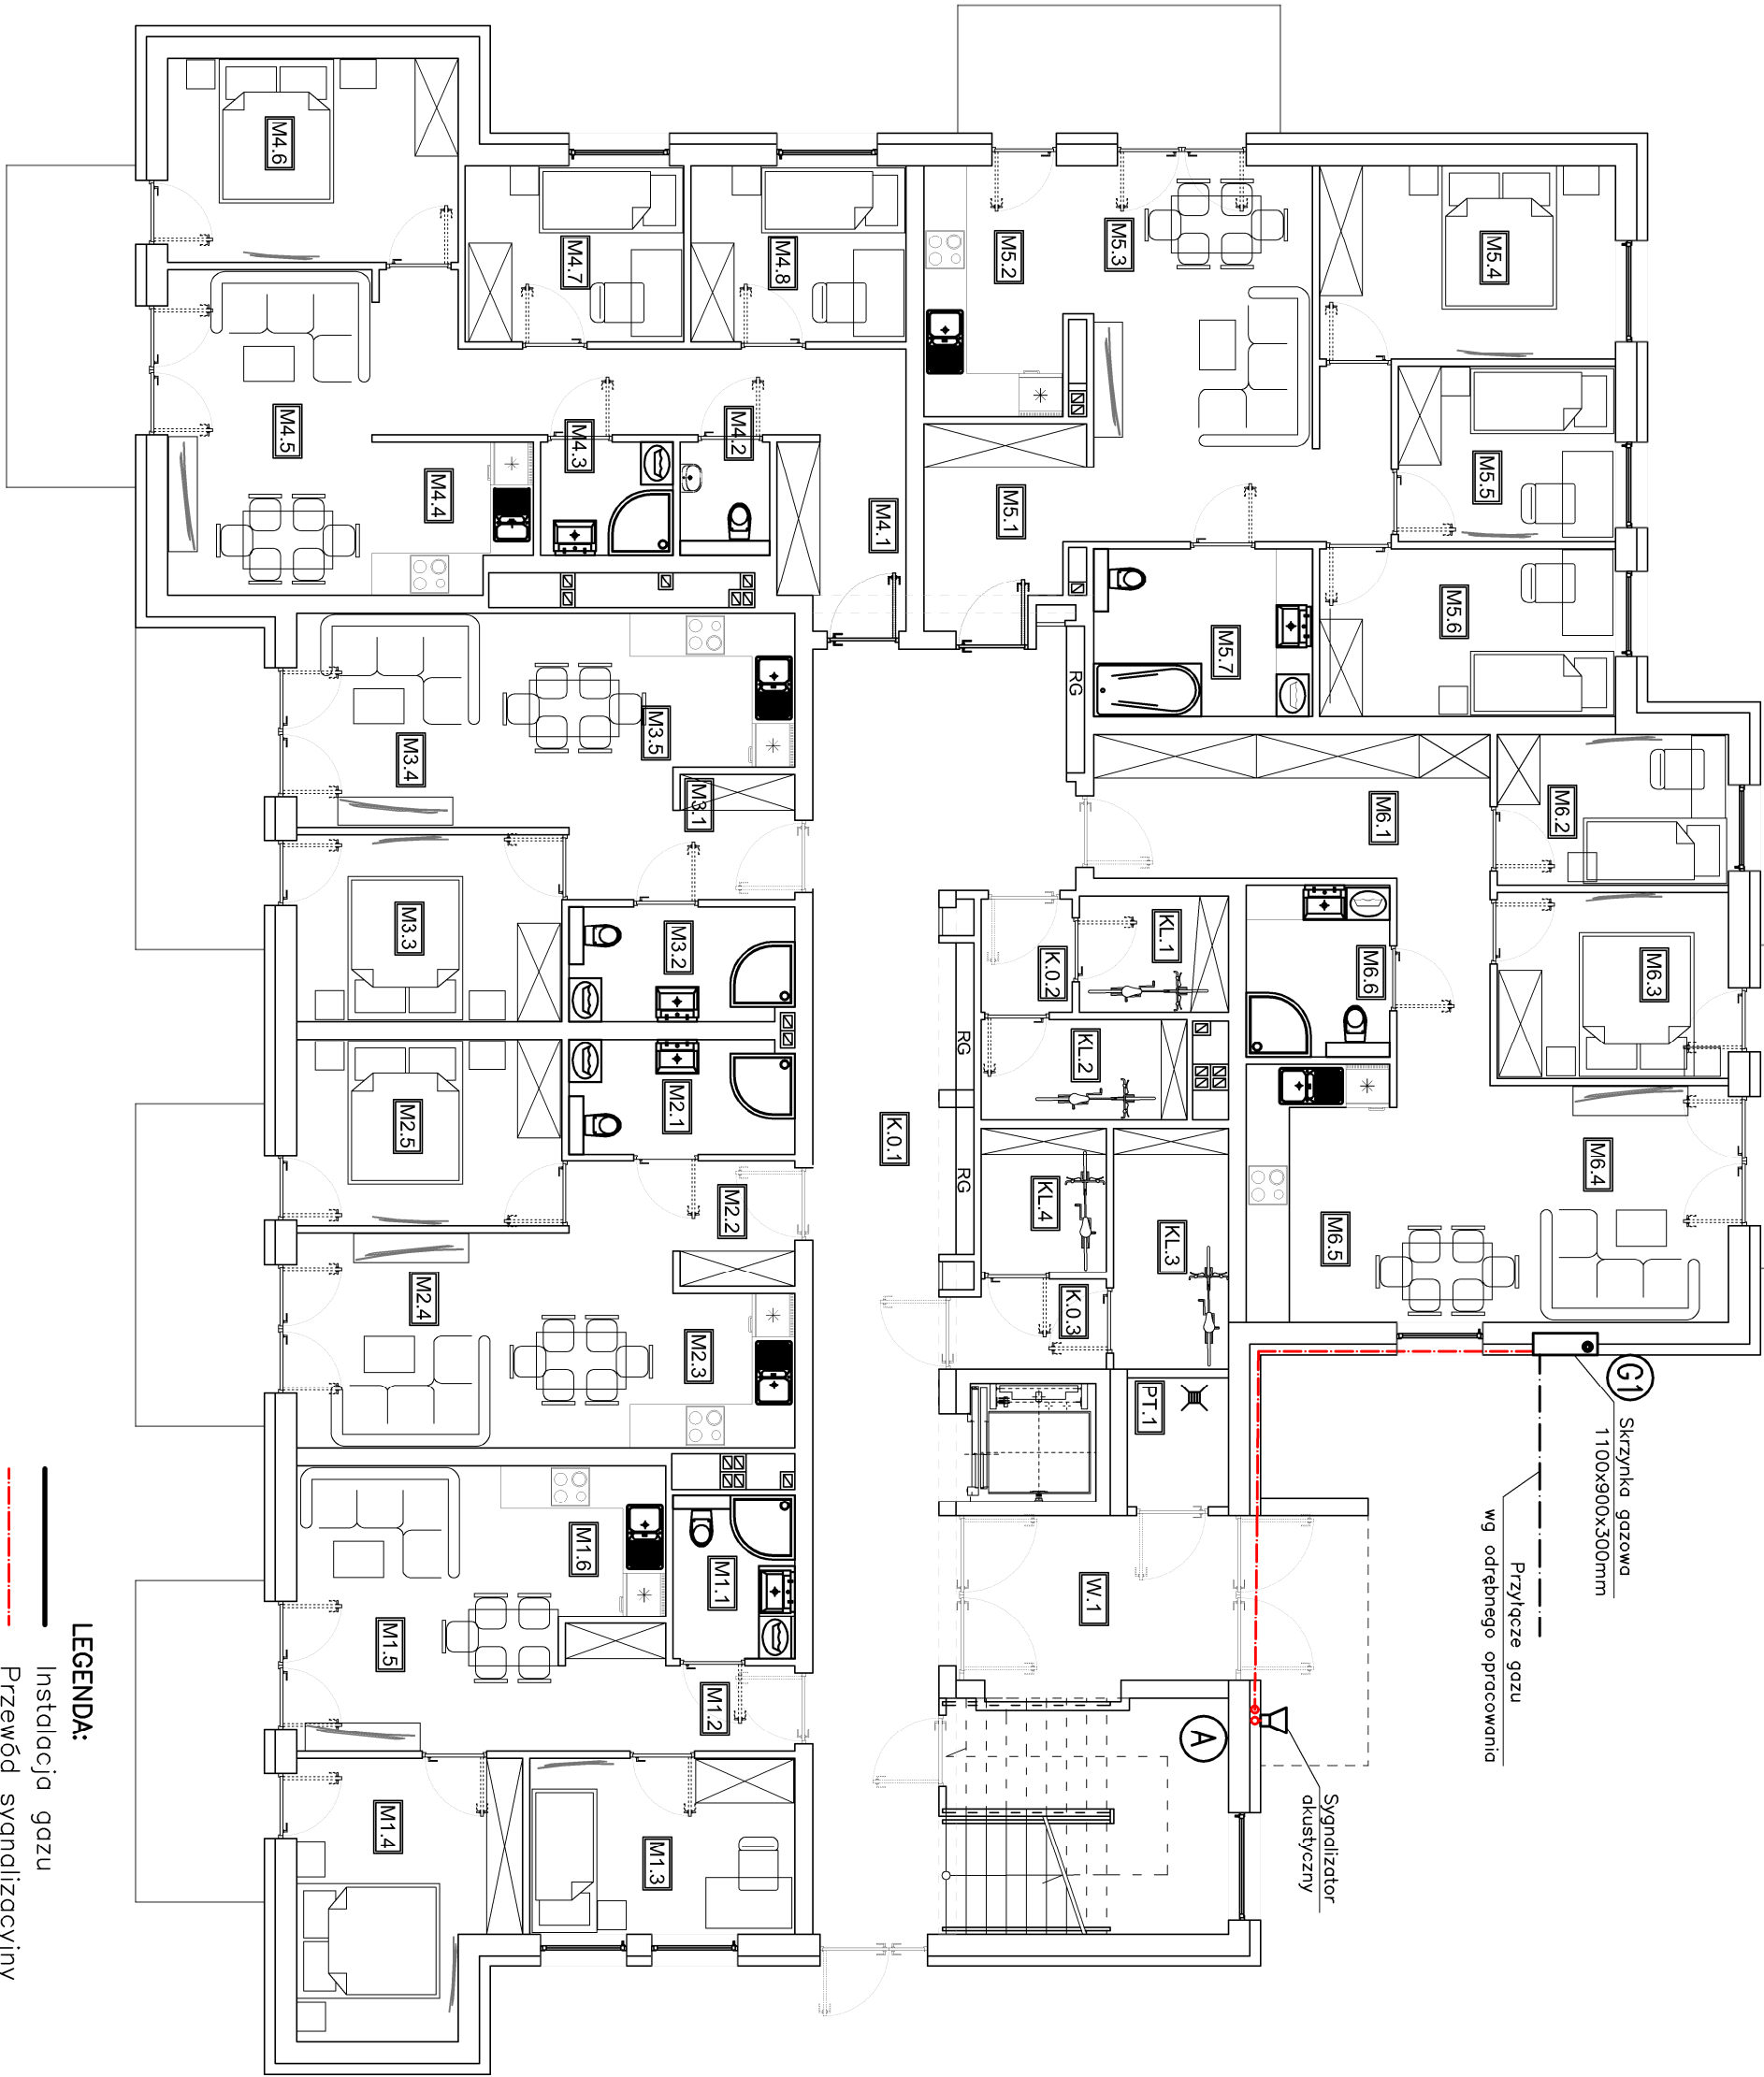 G1
Skrzynka gazowa
1100x900x300mm
Przyłącze gazu
wg odrębnego opracowania
Sygnalizator
akustyczny
A
M6.2
M6.3
M6.4
M5.4
M5.5
M5.6
M6.1
M6.6
M6.5
M5.7
M5.3
M5.2
M5.1
RG
KL.1
K.0.2
KL.2
KL.3
KL.4
K.0.3
PT.1
W.1
RG
RG
K.0.1
M4.8
M4.7
M4.6
M4.1
M4.2
M4.3
M4.4
M4.5
M3.5
M3.4
M3.1
M3.2
M3.3
M2.1
M2.5
M2.2
M2.3
M2.4
M1.1
M1.6
M1.5
M1.2
M1.3
M1.4
LEGENDA:
Instalacja gazu
Przewód sygnalizacyjny